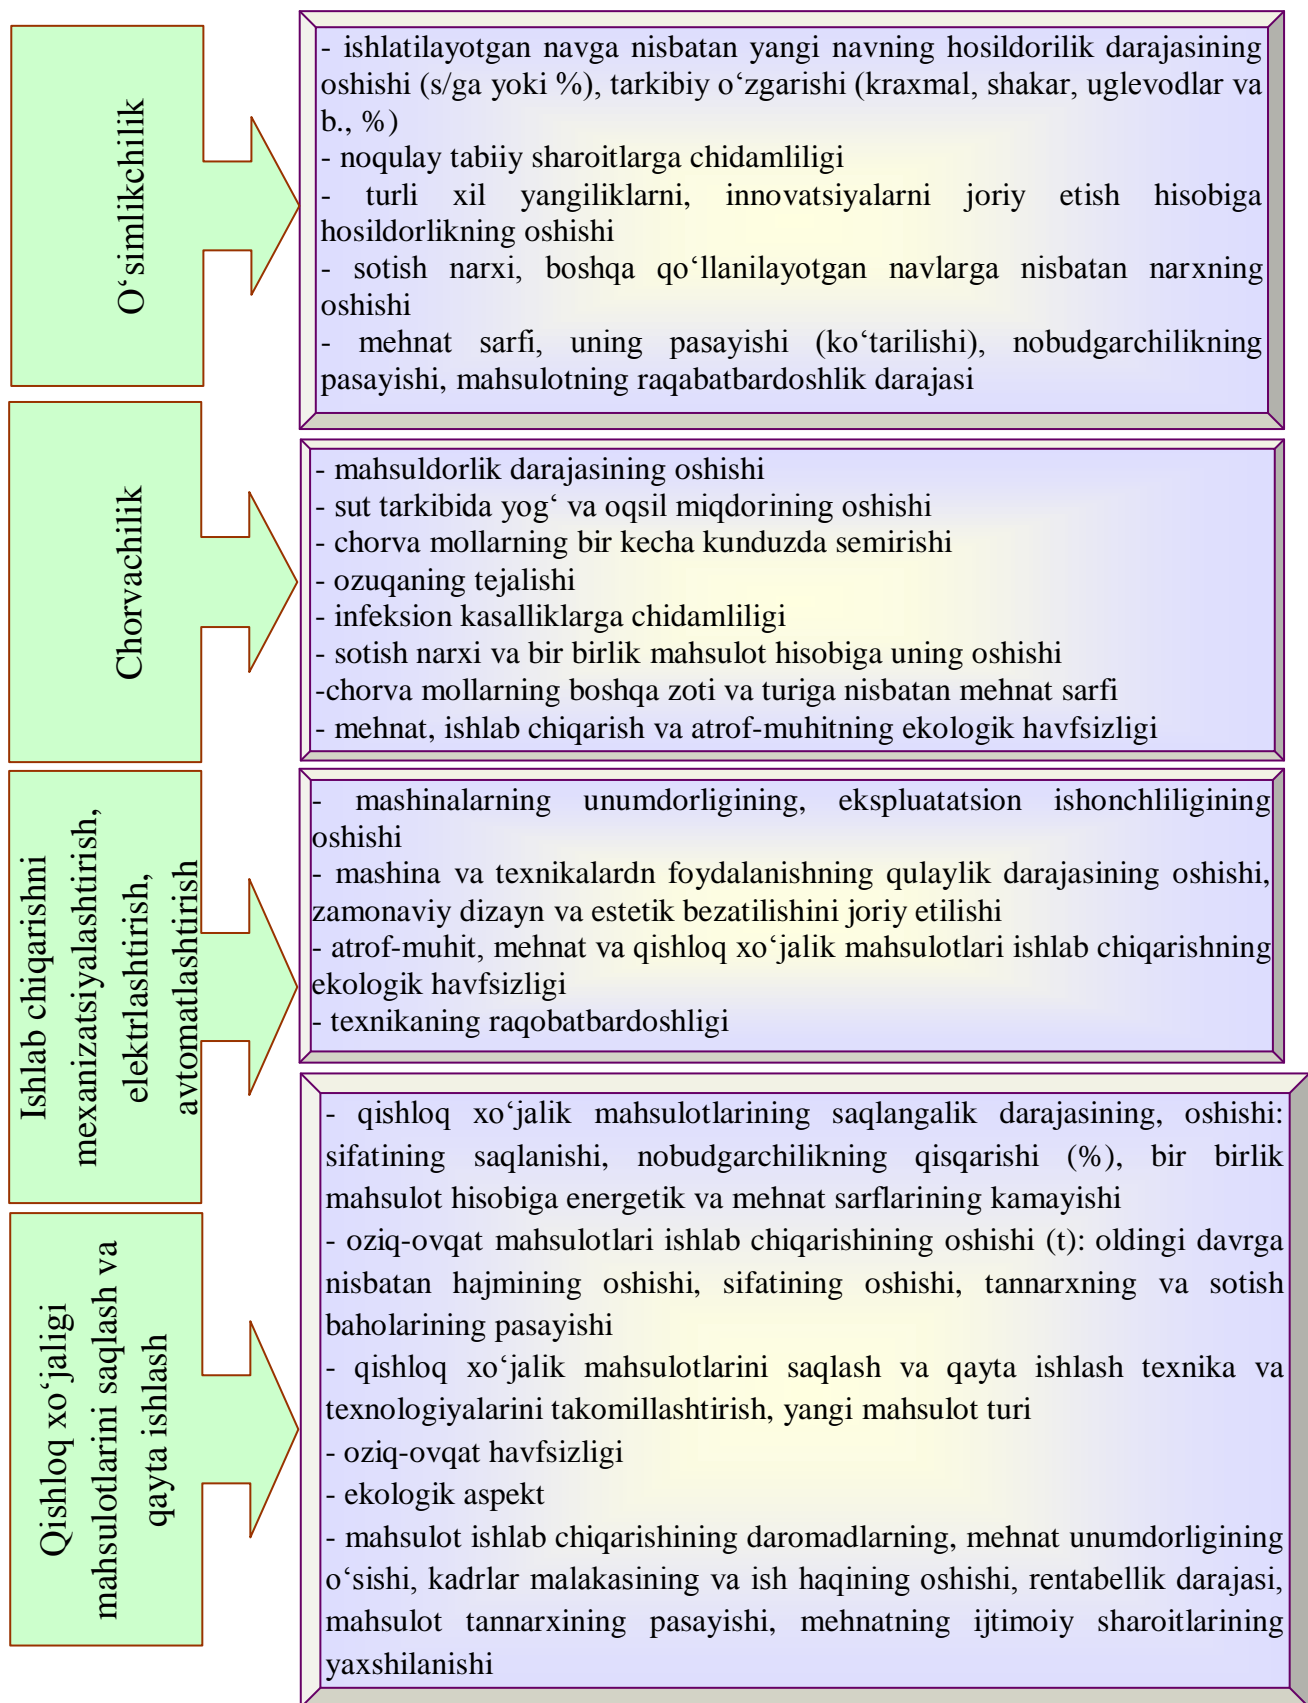 O‘simlikchilik
- ishlatilayotgan navga nisbatan yangi navning hosildorilik darajasining
oshishi (s/ga yoki %), tarkibiy o‘zgarishi (kraxmal, shakar, uglevodlar va
b., %)
- noqulay tabiiy sharoitlarga chidamliligi
- turli xil yangiliklarni, innovatsiyalarni joriy etish hisobiga
hosildorlikning oshishi
- sotish narxi, boshqa qo‘llanilayotgan navlarga nisbatan narxning
oshishi
- mehnat sarfi, uning pasayishi (ko‘tarilishi), nobudgarchilikning
pasayishi, mahsulotning raqabatbardoshlik darajasi
Chorvachilik
- mahsuldorlik darajasining oshishi
- sut tarkibida yog‘ va oqsil miqdorining oshishi
- chorva mollarning bir kecha kunduzda semirishi
- ozuqaning tejalishi
- infeksion kasalliklarga chidamliligi
- sotish narxi va bir birlik mahsulot hisobiga uning oshishi
-chorva mollarning boshqa zoti va turiga nisbatan mehnat sarfi
- mehnat, ishlab chiqarish va atrof-muhitning ekologik havfsizligi
Ishlab chiqarishni
mexanizatsiyalashtirish,
elektrlashtirish,
avtomatlashtirish
- mashinalarning unumdorligining, ekspluatatsion ishonchliligining
oshishi
- mashina va texnikalardn foydalanishning qulaylik darajasining oshishi,
zamonaviy dizayn va estetik bezatilishini joriy etilishi
- atrof-muhit, mehnat va qishloq xo‘jalik mahsulotlari ishlab chiqarishning
ekologik havfsizligi
- texnikaning raqobatbardoshligi
Qishloq xo‘jaligi
mahsulotlarini saqlash va
qayta ishlash
- qishloq xo‘jalik mahsulotlarining saqlangalik darajasining, oshishi:
sifatining saqlanishi, nobudgarchilikning qisqarishi (%), bir birlik
mahsulot hisobiga energetik va mehnat sarflarining kamayishi
- oziq-ovqat mahsulotlari ishlab chiqarishining oshishi (t): oldingi davrga
nisbatan hajmining oshishi, sifatining oshishi, tannarxning va sotish
baholarining pasayishi
- qishloq xo‘jalik mahsulotlarini saqlash va qayta ishlash texnika va
texnologiyalarini takomillashtirish, yangi mahsulot turi
- oziq-ovqat havfsizligi
- ekologik aspekt
- mahsulot ishlab chiqarishining daromadlarning, mehnat unumdorligining
o‘sishi, kadrlar malakasining va ish haqining oshishi, rentabellik darajasi,
mahsulot tannarxining pasayishi, mehnatning ijtimoiy sharoitlarining
yaxshilanishi